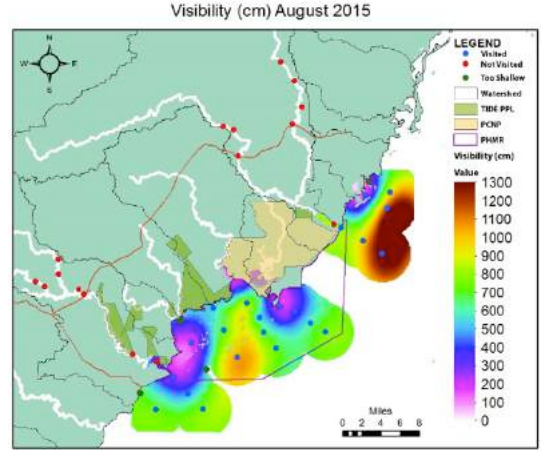 Visibility (cm) August 2015
N
W E
S
LEGEND
Visited
Not Visited
Too Shallow
Watershed
TIDE PPL
PCNP
PHMR
Visibility (cm)
Value
1300
1200
1100
1000
900
800
700
600
500
400
300
200
100
0
Miles
0 1 2 4 6 8